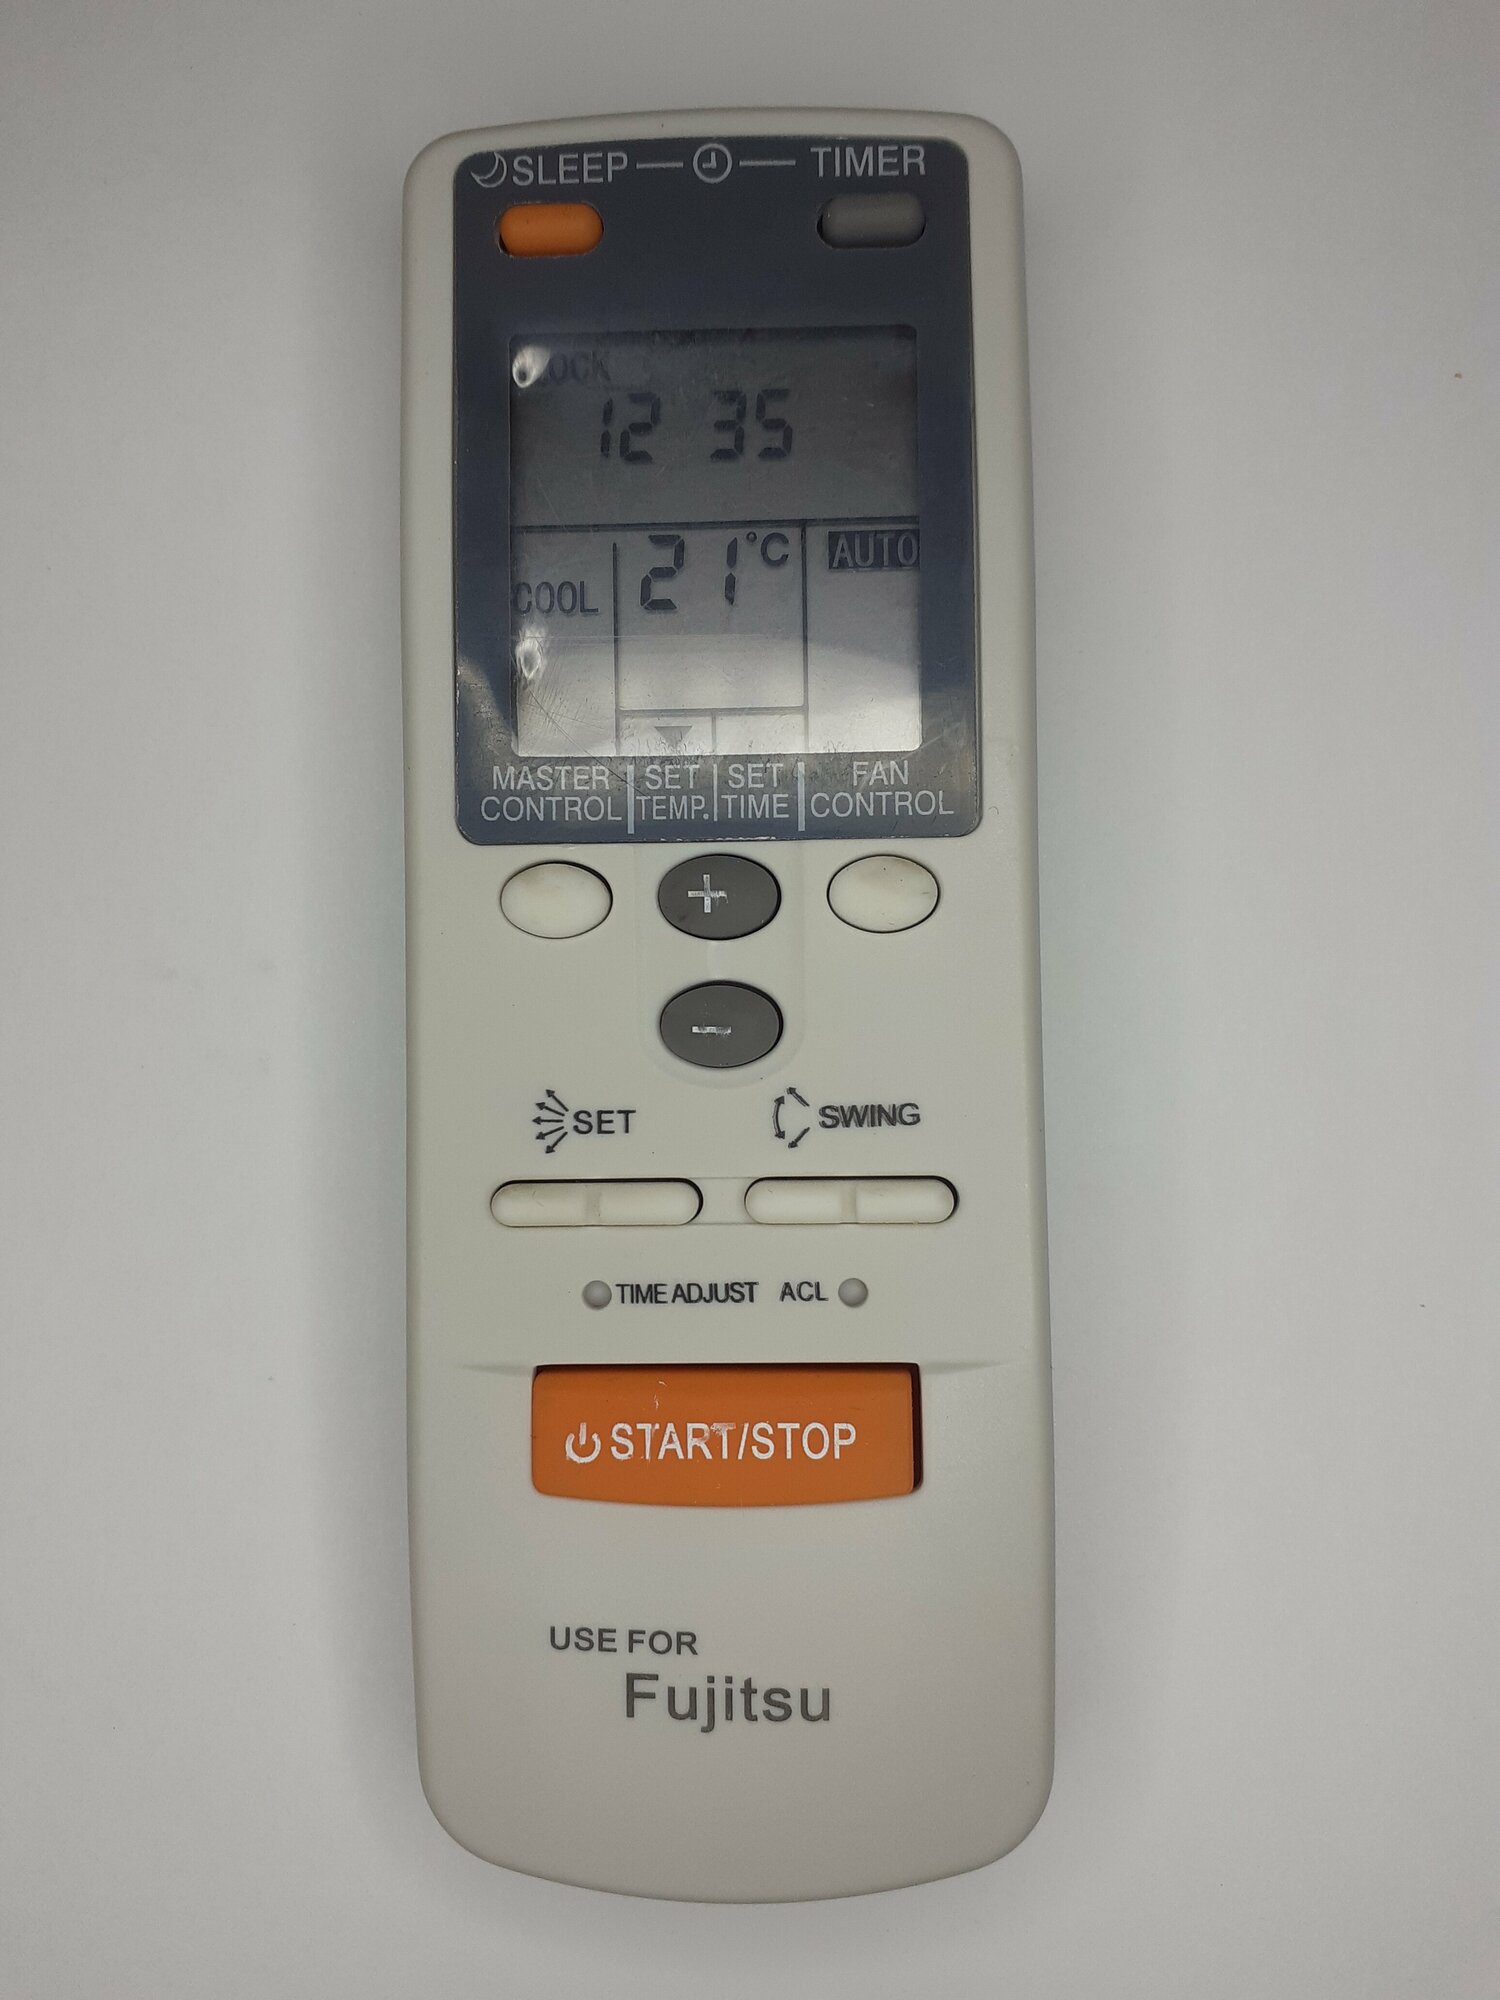 SLEEP TIMER
CLOCK
12 35
COOL 21°C AUTO
MASTER CONTROL
SET TEMP.
SET TIME
FAN CONTROL
+
-
SET SWING
TIME ADJUST ACL
START/STOP
USE FOR
Fujitsu